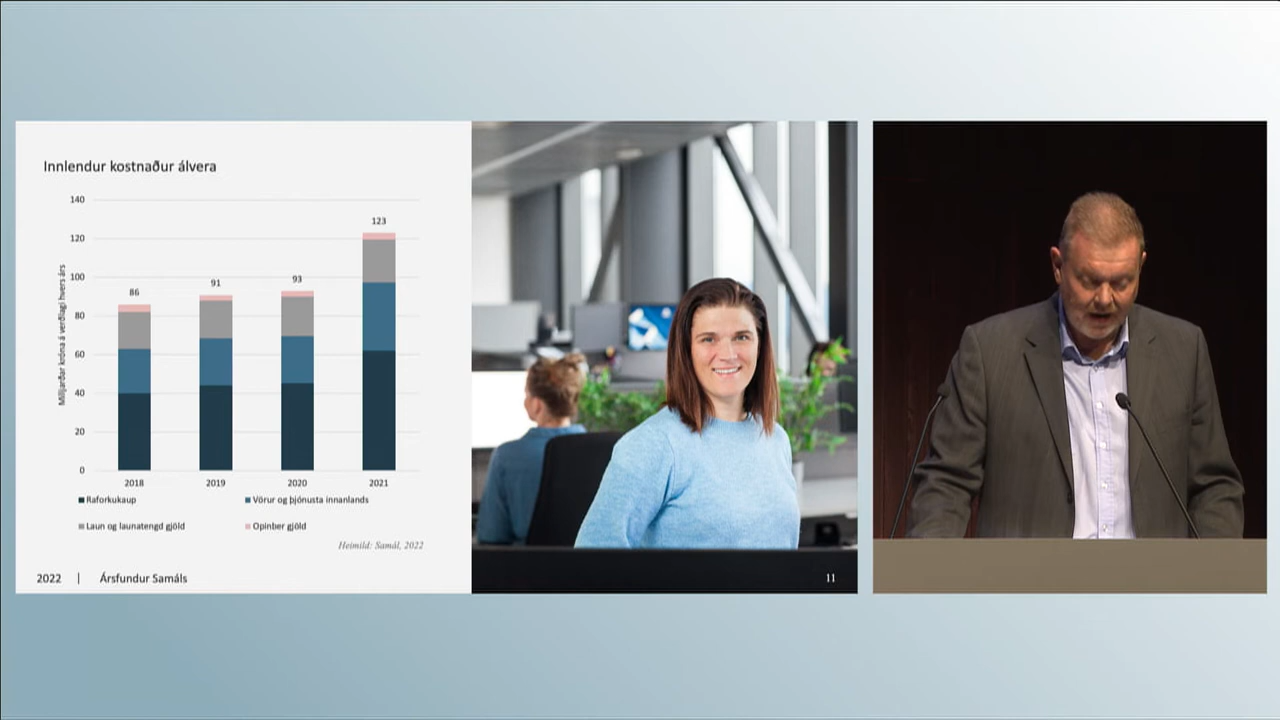 Innlendur kostnaður álvera
Milljarðar króna á verðlagi hvers árs
140
120
100
80
60
40
20
0
86
91
93
123
2018
2019
2020
2021
Raforkukaup
Vörur og þjónusta innanlands
Laun og launatengd gjöld
Opinber gjöld
Heimild: Samál, 2022
2022 | Ársfundur Samáls
11